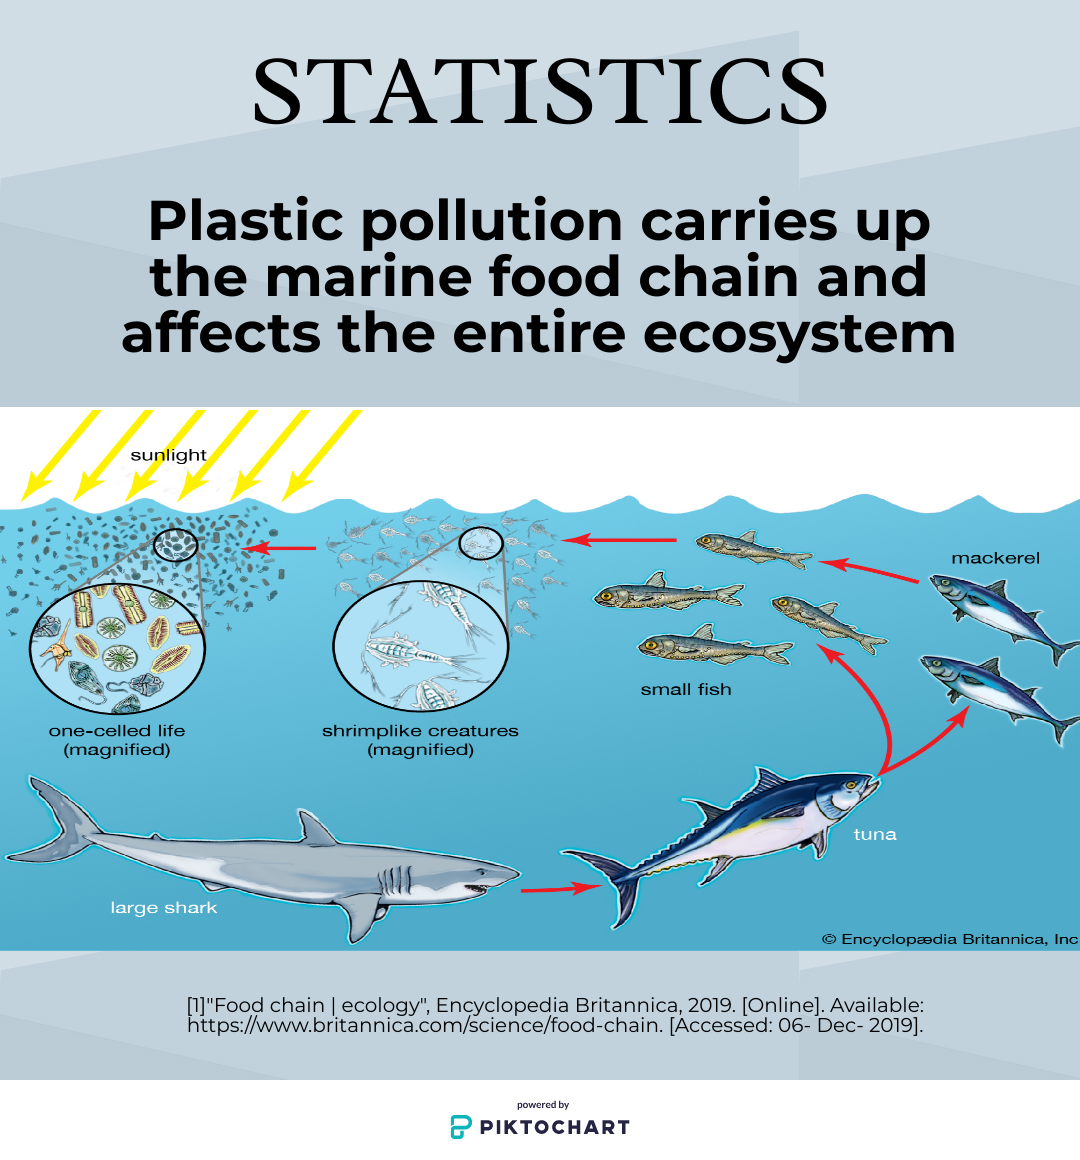 STATISTICS
Plastic pollution carries up
the marine food chain and
affects the entire ecosystem
sunlight
mackerel
small fish
one-celled life
(magnified)
shrimplike creatures
(magnified)
tuna
large shark
© Encyclopædia Britannica, Inc
[1]"Food chain | ecology", Encyclopedia Britannica, 2019. [Online]. Available:
https://www.britannica.com/science/food-chain. [Accessed: 06- Dec- 2019].
powered by
PIKTOCHART